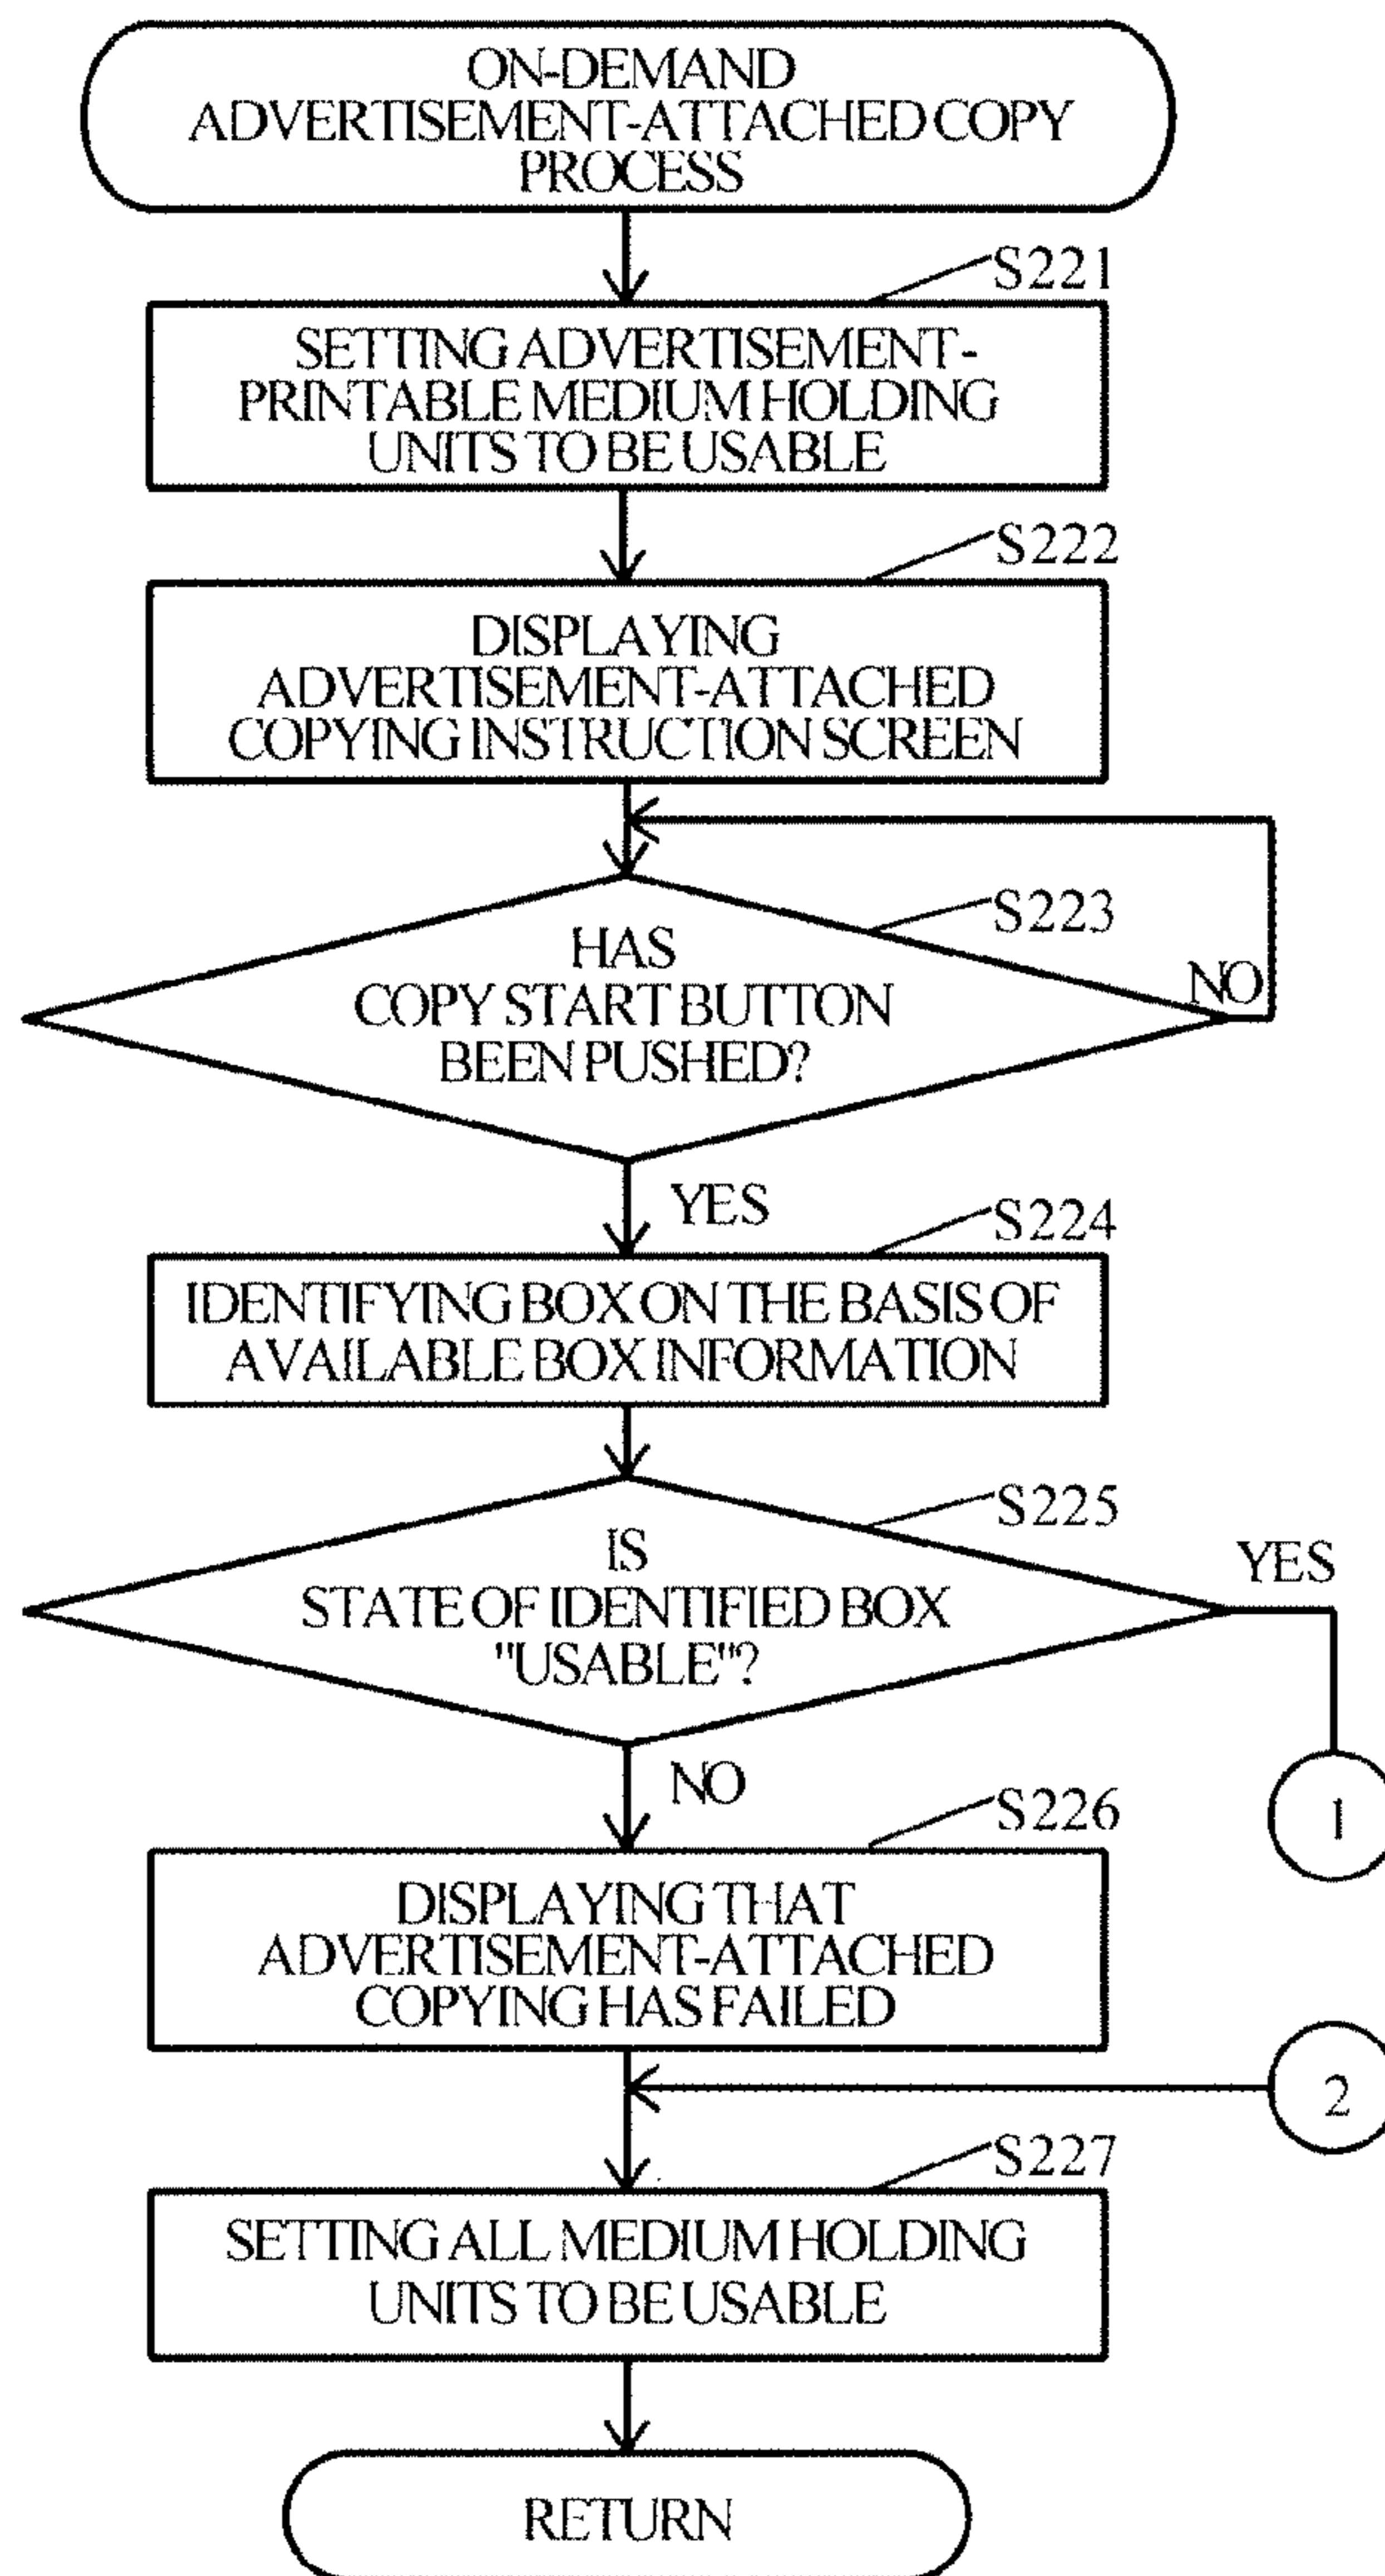 ON-DEMAND
ADVERTISEMENT-ATTACHED COPY
PROCESS
S221
SETTING ADVERTISEMENT-
PRINTABLE MEDIUM HOLDING
UNITS TO BE USABLE
S222
DISPLAYING
ADVERTISEMENT-ATTACHED
COPYING INSTRUCTION SCREEN
S223
HAS
COPY START BUTTON
BEEN PUSHED?
NO
YES
S224
IDENTIFYING BOX ON THE BASIS OF
AVAILABLE BOX INFORMATION
S225
IS
STATE OF IDENTIFIED BOX
"USABLE"?
YES
NO
1
S226
DISPLAYING THAT
ADVERTISEMENT-ATTACHED
COPYING HAS FAILED
2
S227
SETTING ALL MEDIUM HOLDING
UNITS TO BE USABLE
RETURN